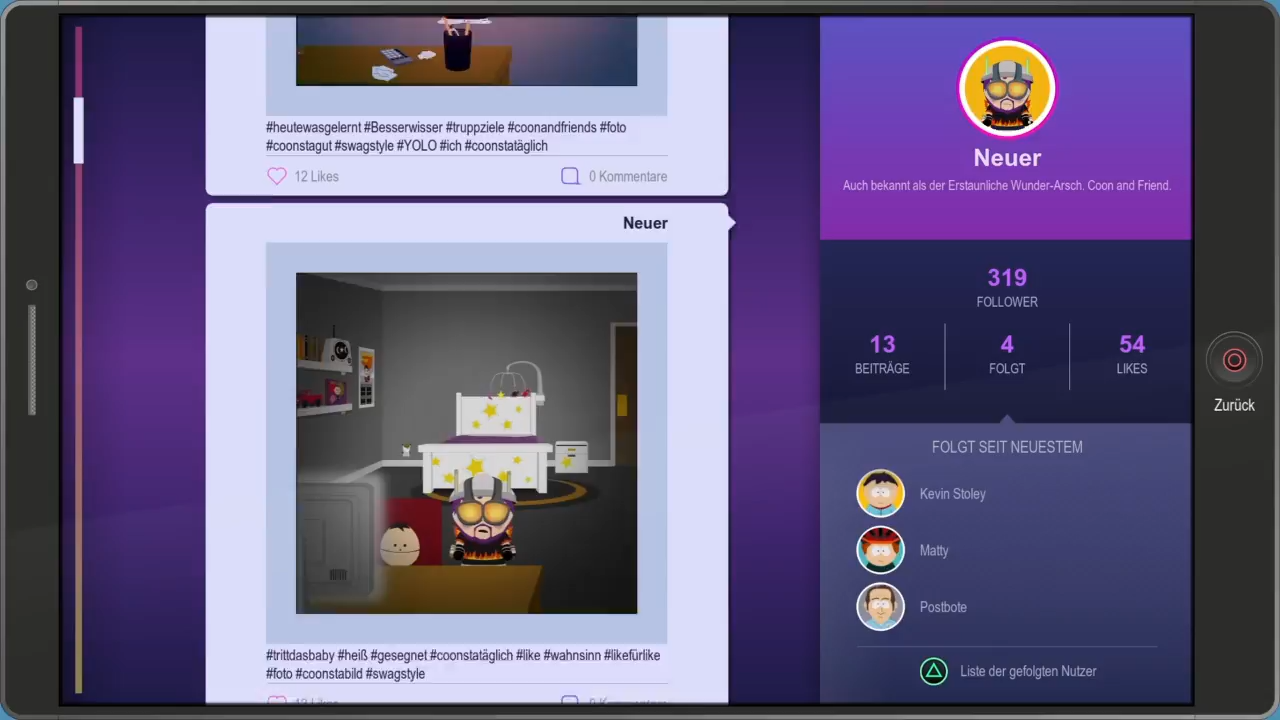 #heutewasgelernt #Besserwisser #truppziele #coonandfriends #foto
#coonstagut #swagstyle #YOLO #ich #coonstatäglich
12 Likes
0 Kommentare
Neuer
#trittdasbaby #heiß #gesegnet #coonstatäglich #like #wahnsinn #likefürlike
#foto #coonstabild #swagstyle
Neuer
Auch bekannt als der Erstaunliche Wunder-Arsch. Coon and Friend.
319
FOLLOWER
13
BEITRÄGE
4
FOLGT
54
LIKES
FOLGT SEIT NEUESTEM
Kevin Stoley
Matty
Postbote
Liste der gefolgten Nutzer
Zurück